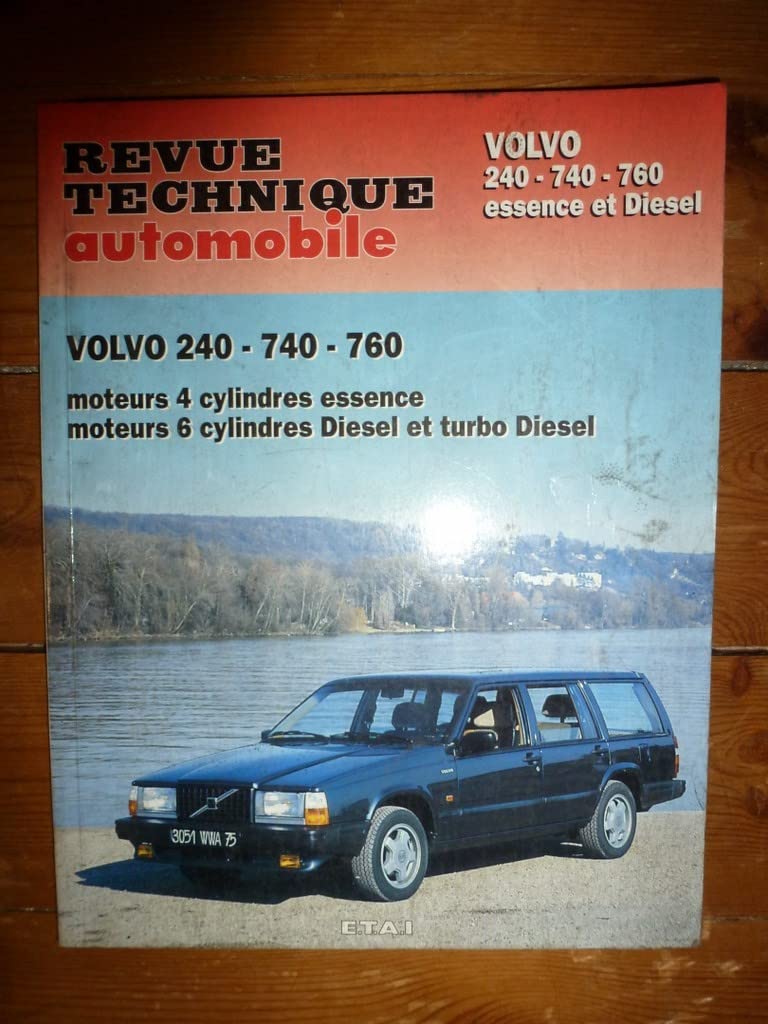 REVUE
TECHNIQUE
automobile
VOLVO
240 - 740 - 760
essence et Diesel
VOLVO 240 - 740 - 760
moteurs 4 cylindres essence
moteurs 6 cylindres Diesel et turbo Diesel
VOLVO
3051 WWA 75
E.T.A.I